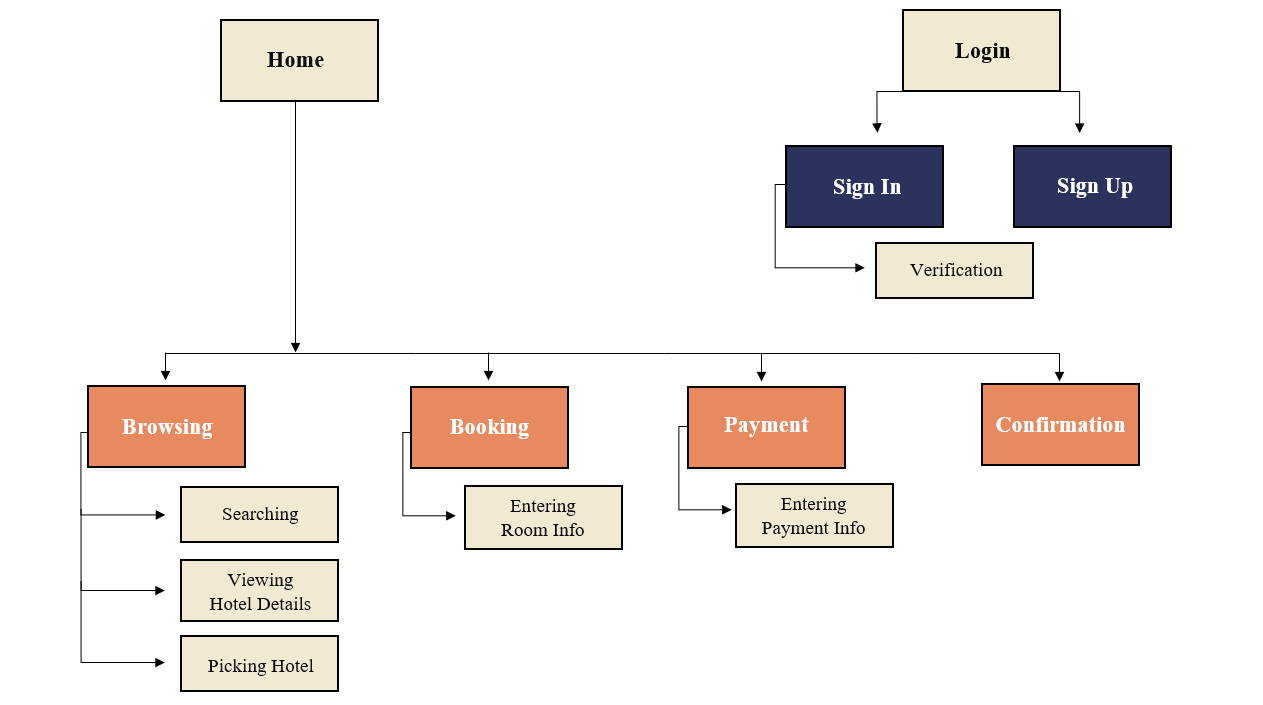 Home
Login
Sign In
Sign Up
Verification
Browsing
Booking
Payment
Confirmation
Searching
Viewing
Hotel Details
Picking Hotel
Entering
Room Info
Entering
Payment Info